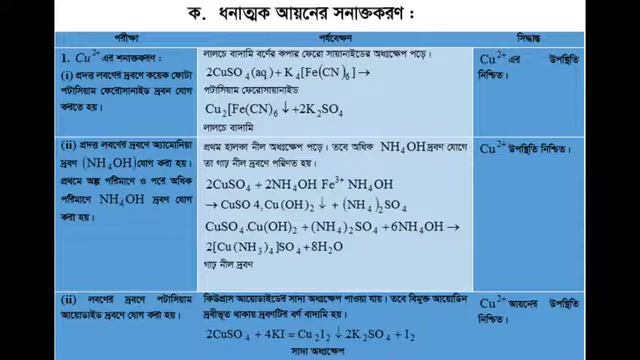 ক. ধনাত্মক আয়নের সনাক্তকরণ :
পরীক্ষা
পর্যবেক্ষণ
সিদ্ধান্ত
1. Cu²⁺ এর শনাক্তকরণ :
(i) প্রদত্ত লবণের দ্রবণে কয়েক ফোটা
পটাসিয়াম ফেরোসানাইড দ্রবন যোগ
করতে হয়।
লালচে বাদামি বর্ণের কপার ফেরো সায়ানাইডের অধঃক্ষেপ পড়ে।
2CuSO₄(aq) + K₄[Fe(CN)₆] →
পটাসিয়াম ফেরোসায়ানাইড
Cu₂[Fe(CN)₆ ↓ +2K₂SO₄
লালচে বাদামি
Cu²⁺ এর উপস্থিতি
নিশ্চিত।
(ii) প্রদত্ত লবণের দ্রবণে অ্যামোনিয়া
দ্রবণ (NH₄OH) যোগ করা হয়।
প্রথমে অল্প পরিমাণে ও পরে অধিক
পরিমাণে NH₄OH দ্রবণ যোগ
করা হয়।
প্রথম হালকা নীল অধঃক্ষেপ পড়ে। তবে অধিক NH₄OH দ্রবণ যোগে
তা গাঢ় নীল দ্রবণে পরিণত হয়।
2CuSO₄ + 2NH₄OH Fe³⁺ NH₄OH
→ CuSO 4, Cu(OH)₂ ↓ + (NH₄)₂SO₄
CuSO₄.Cu(OH)₂ + (NH₄)₂SO₄ + 6NH₄OH →
2[Cu(NH₃)₄]SO₄ + 8H₂O
গাঢ় নীল দ্রবণ
Cu²⁺ উপস্থিতি নিশ্চিত।
(ii) লবণের দ্রবণে পটাসিয়াম
আয়োডাইড দ্রবণে যোগ করা হয়।
কিউপ্রাস আয়োডাইডের সাদা অধঃক্ষেপ পাওয়া যায়। তবে বিমুক্ত আয়োডিন
দ্রবীভূত থাকায় দ্রবণটির বর্ণ বাদামি হয়।
2CuSO₄ + 4KI = Cu₂I₂ ↓ 2K₂SO₄ + I₂
সাদা অধঃক্ষেপ
Cu²⁺ আয়নের উপস্থিতি
নিশ্চিত।